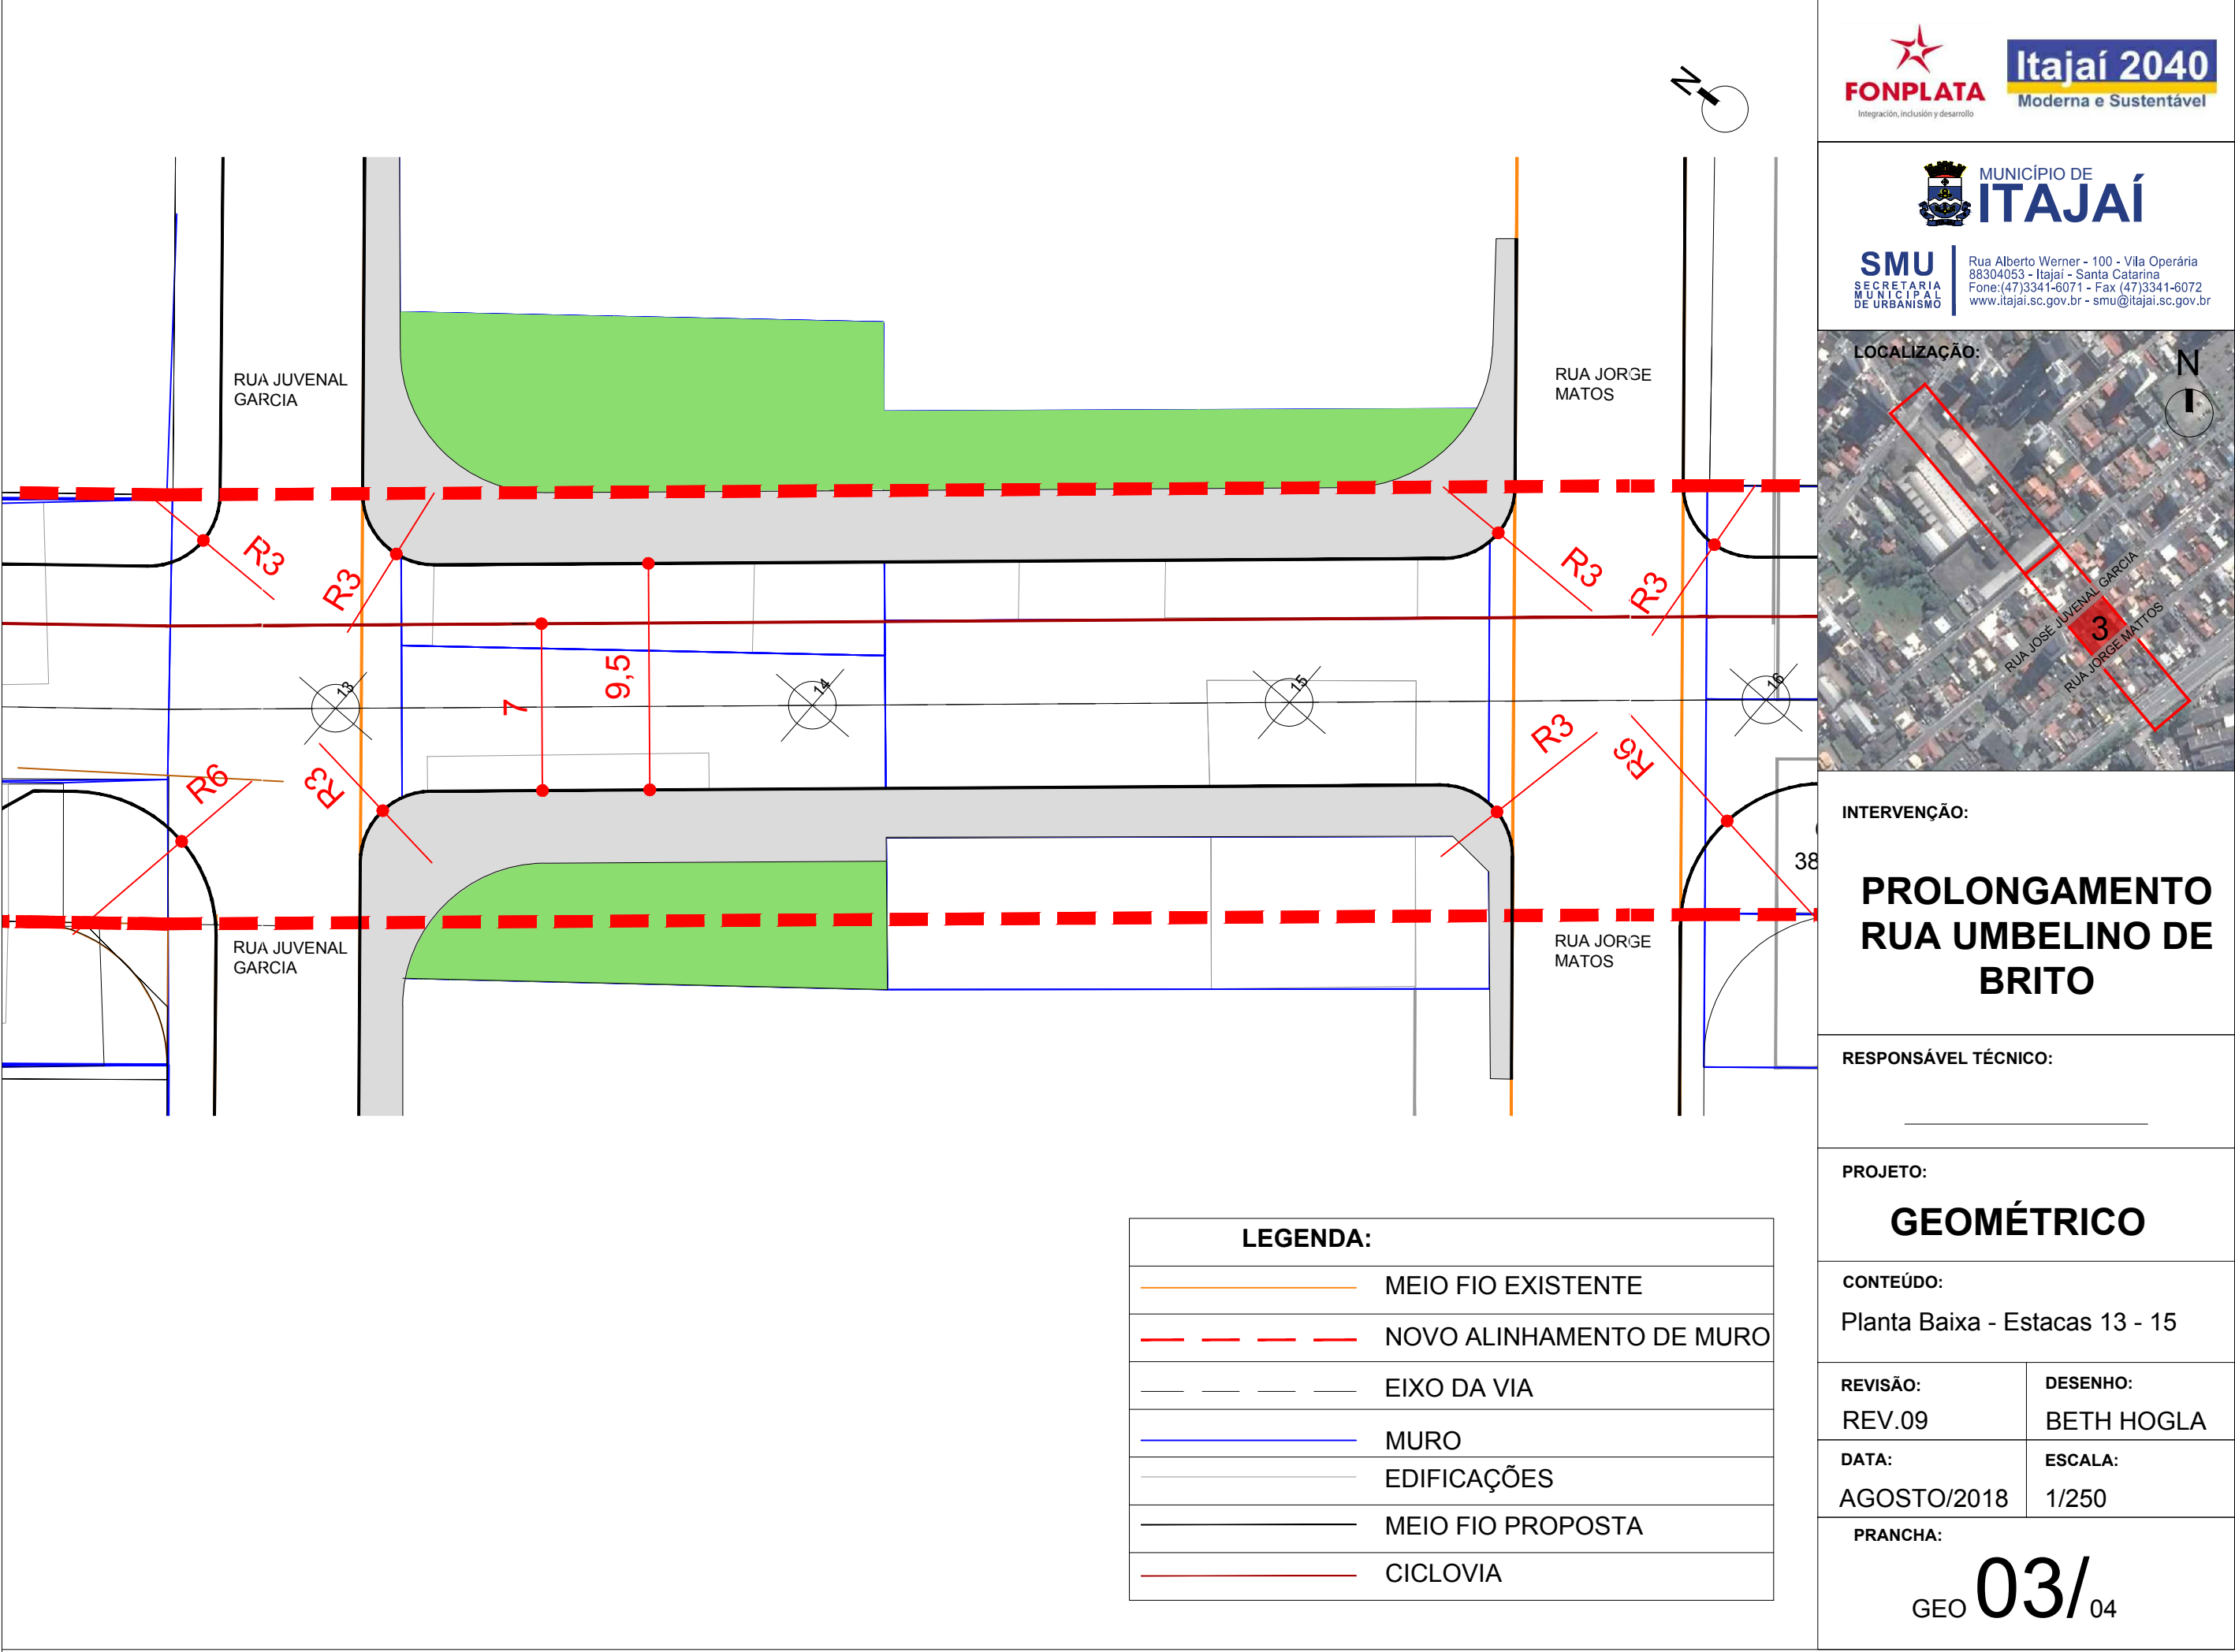 N
RUA JUVENAL
GARCIA
RUA JORGE
MATOS
R3
R3
R3
R3
13
14
15
16
7
9,5
R6
R3
R3
R6
38
RUA JUVENAL
GARCIA
RUA JORGE
MATOS
LEGENDA:
MEIO FIO EXISTENTE
NOVO ALINHAMENTO DE MURO
EIXO DA VIA
MURO
EDIFICAÇÕES
MEIO FIO PROPOSTA
CICLOVIA
FONPLATA
Integración, inclusión y desarrollo
Itajaí 2040
Moderna e Sustentável
MUNICÍPIO DE
ITAJAÍ
SMU
SECRETARIA
MUNICIPAL
DE URBANISMO
Rua Alberto Werner - 100 - Vila Operária
88304053 - Itajaí - Santa Catarina
Fone:(47)3341-6071 - Fax (47)3341-6072
www.itajai.sc.gov.br - smu@itajai.sc.gov.br
LOCALIZAÇÃO:
N
RUA JOSÉ JUVENAL GARCIA
3
RUA JORGE MATTOS
INTERVENÇÃO:
PROLONGAMENTO
RUA UMBELINO DE
BRITO
RESPONSÁVEL TÉCNICO:
PROJETO:
GEOMÉTRICO
CONTEÚDO:
Planta Baixa - Estacas 13 - 15
REVISÃO:
REV.09
DESENHO:
BETH HOGLA
DATA:
AGOSTO/2018
ESCALA:
1/250
PRANCHA:
GEO 03/04